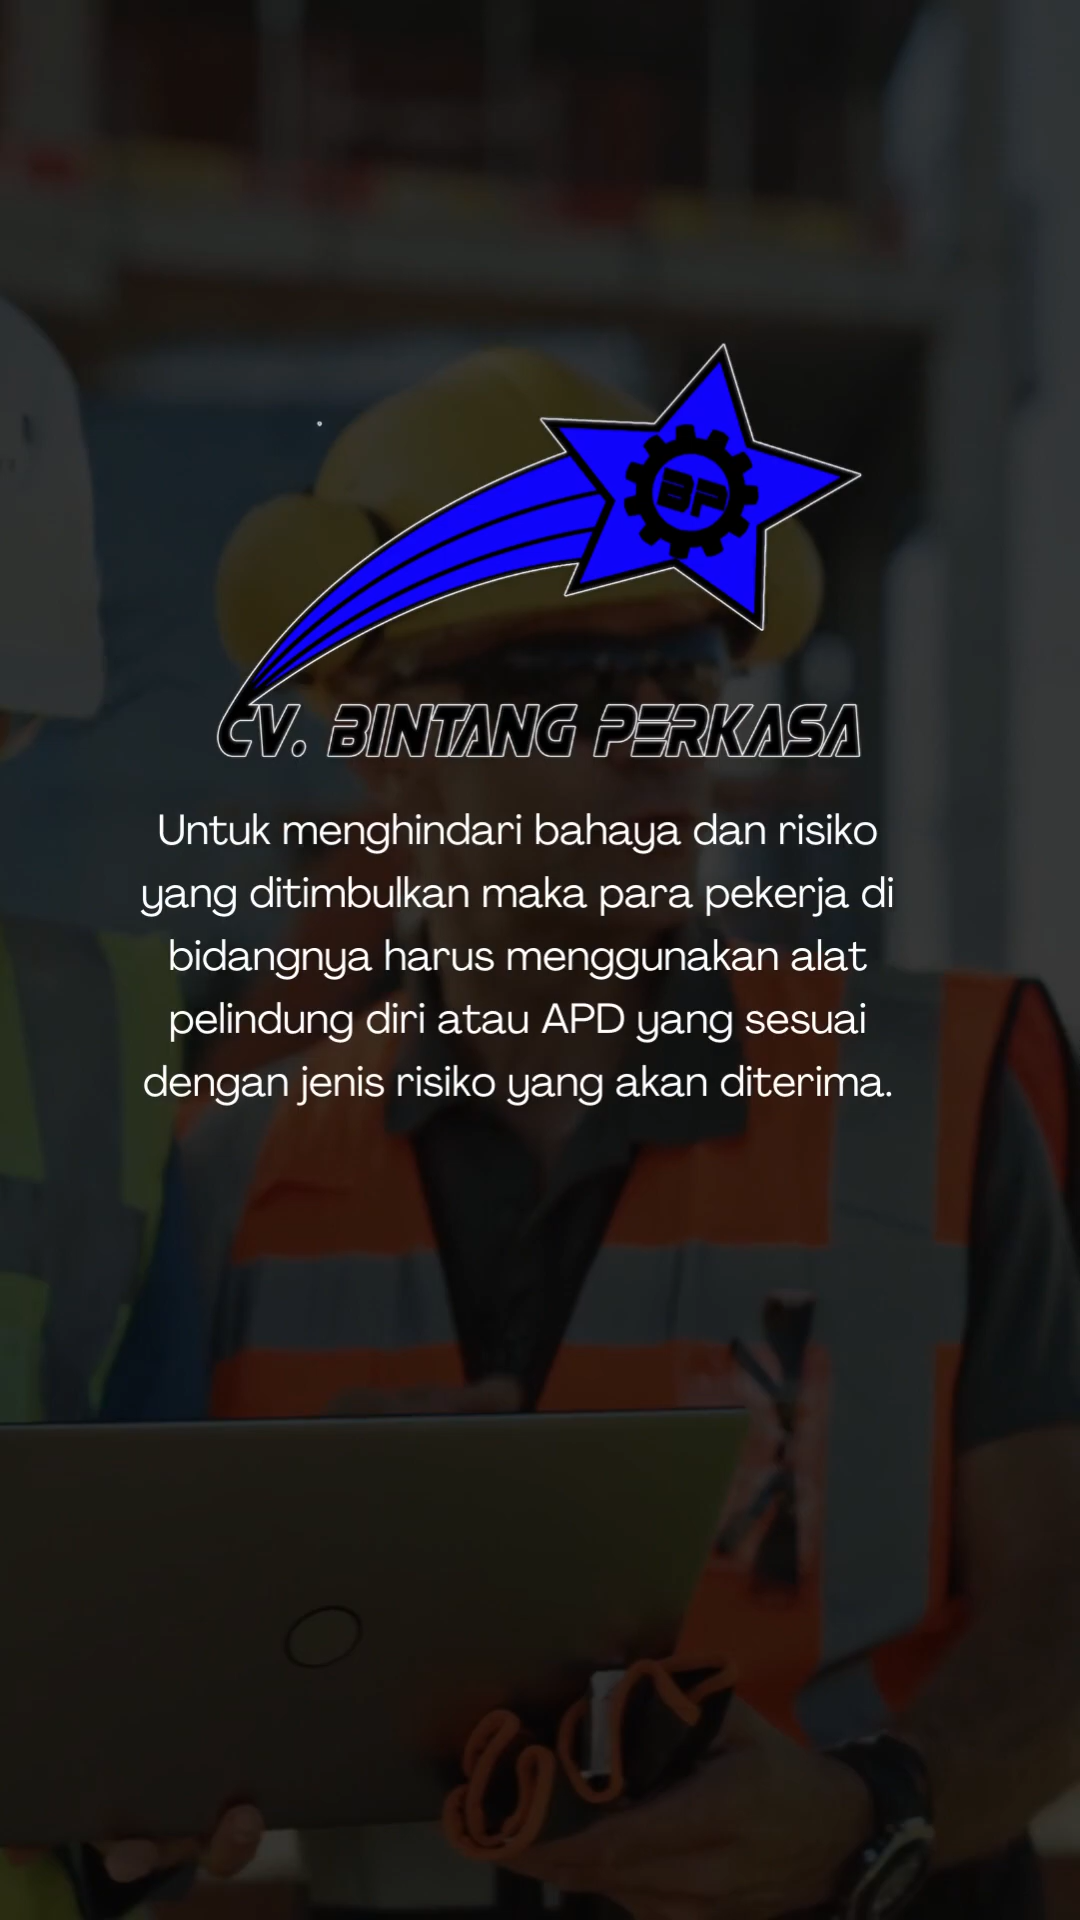 BP
CV. BINTANG PERKASA
Untuk menghindari bahaya dan risiko
yang ditimbulkan maka para pekerja di
bidangnya harus menggunakan alat
pelindung diri atau APD yang sesuai
dengan jenis risiko yang akan diterima.